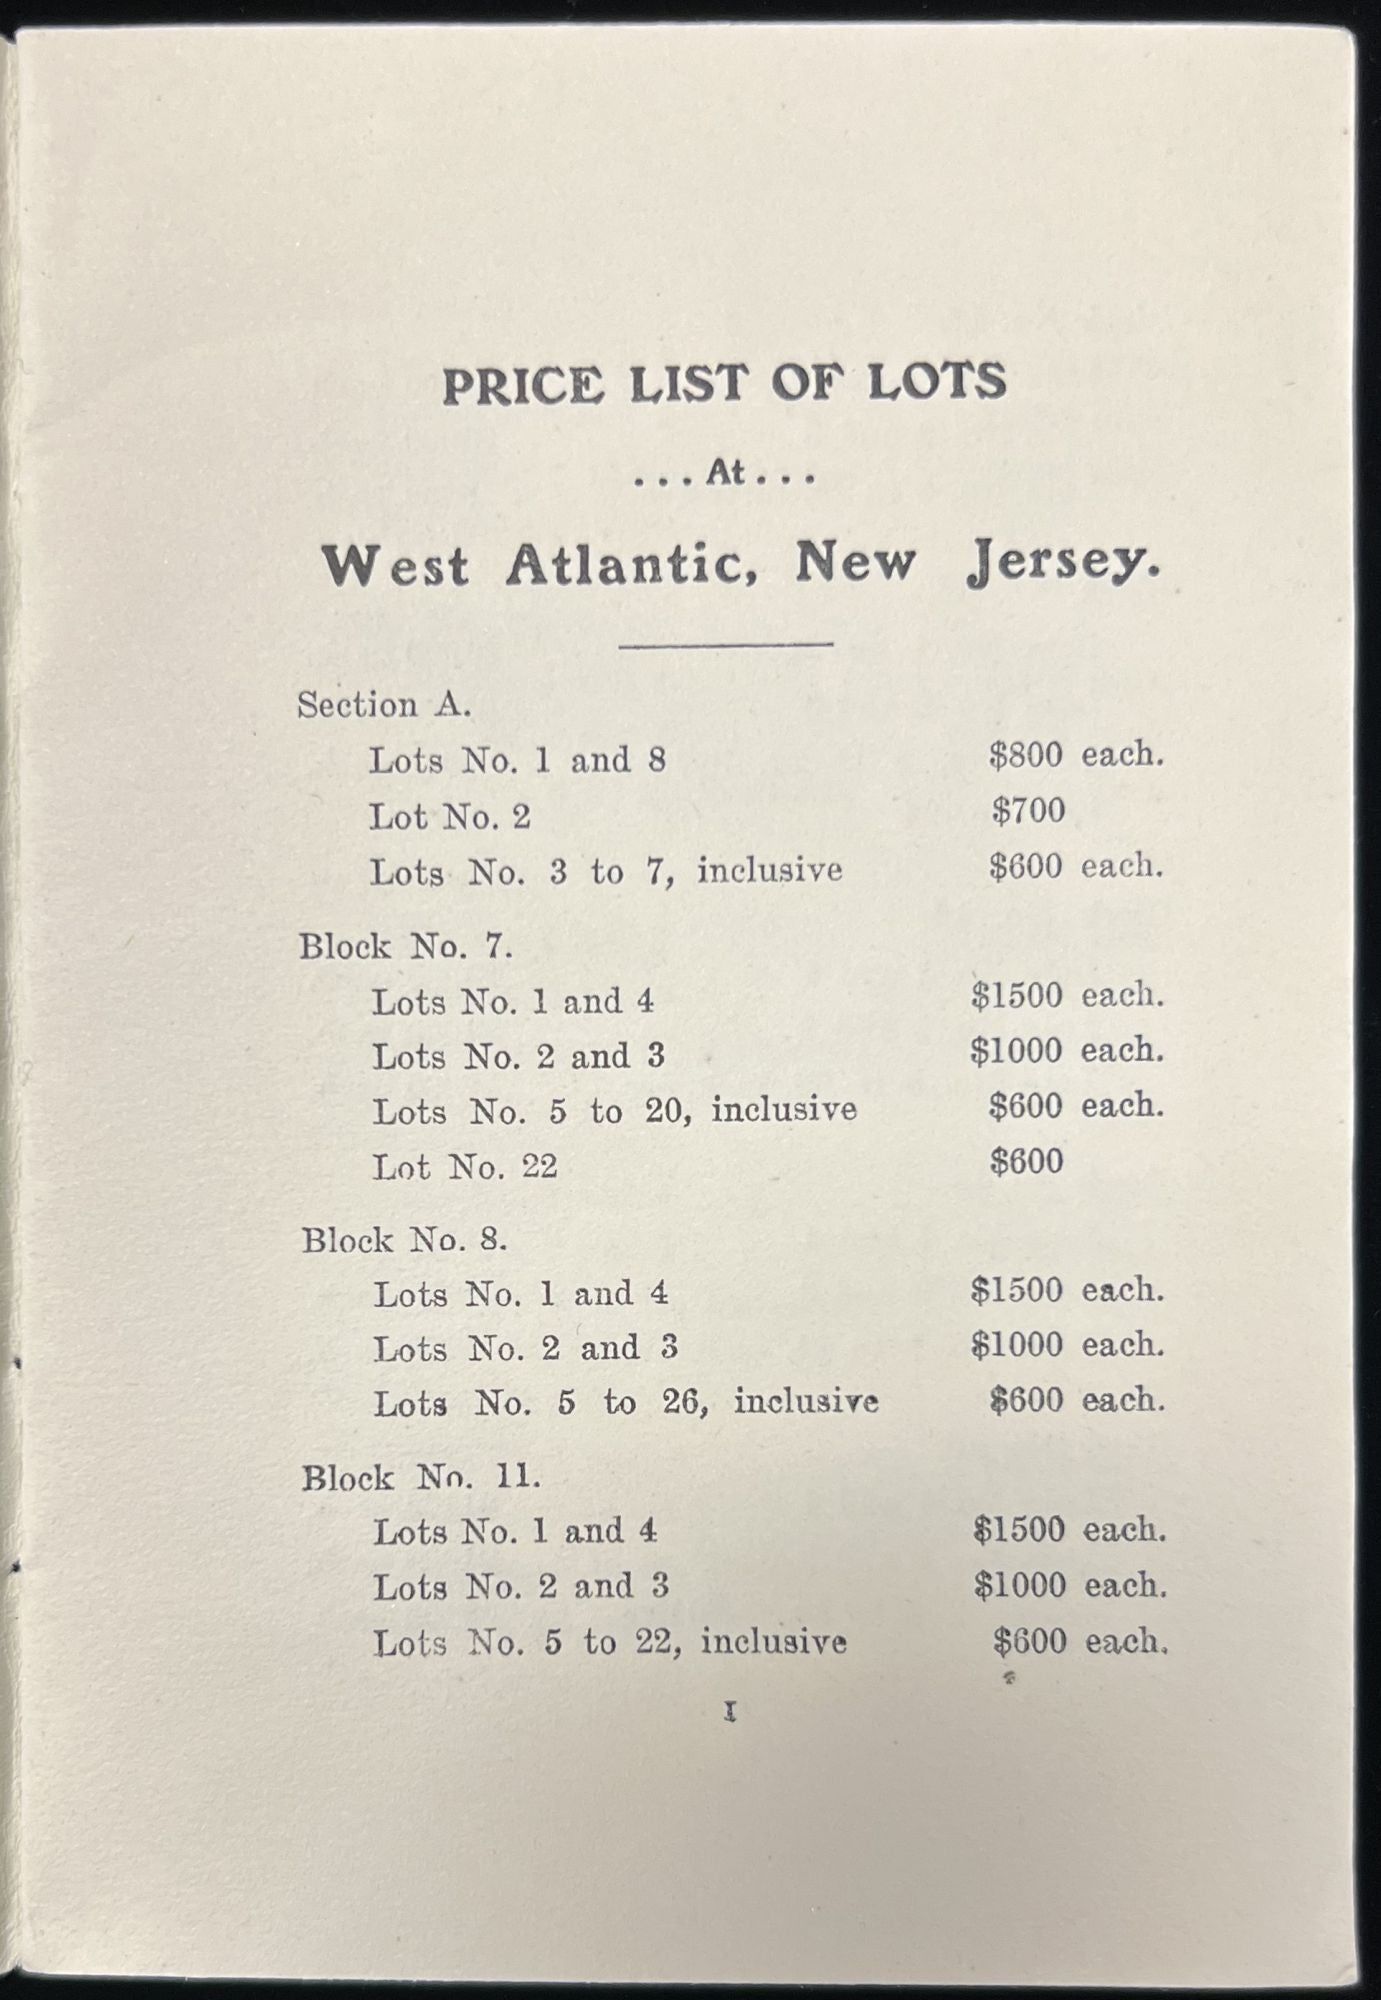 PRICE LIST OF LOTS
...At...
West Atlantic, New Jersey.
Section A.
Lots No. 1 and 8 $800 each.
Lot No. 2 $700
Lots No. 3 to 7, inclusive $600 each.
Block No. 7.
Lots No. 1 and 4 $1500 each.
Lots No. 2 and 3 $1000 each.
Lots No. 5 to 20, inclusive $600 each.
Lot No. 22 $600
Block No. 8.
Lots No. 1 and 4 $1500 each.
Lots No. 2 and 3 $1000 each.
Lots No. 5 to 26, inclusive $600 each.
Block No. 11.
Lots No. 1 and 4 $1500 each.
Lots No. 2 and 3 $1000 each.
Lots No. 5 to 22, inclusive $600 each.
I